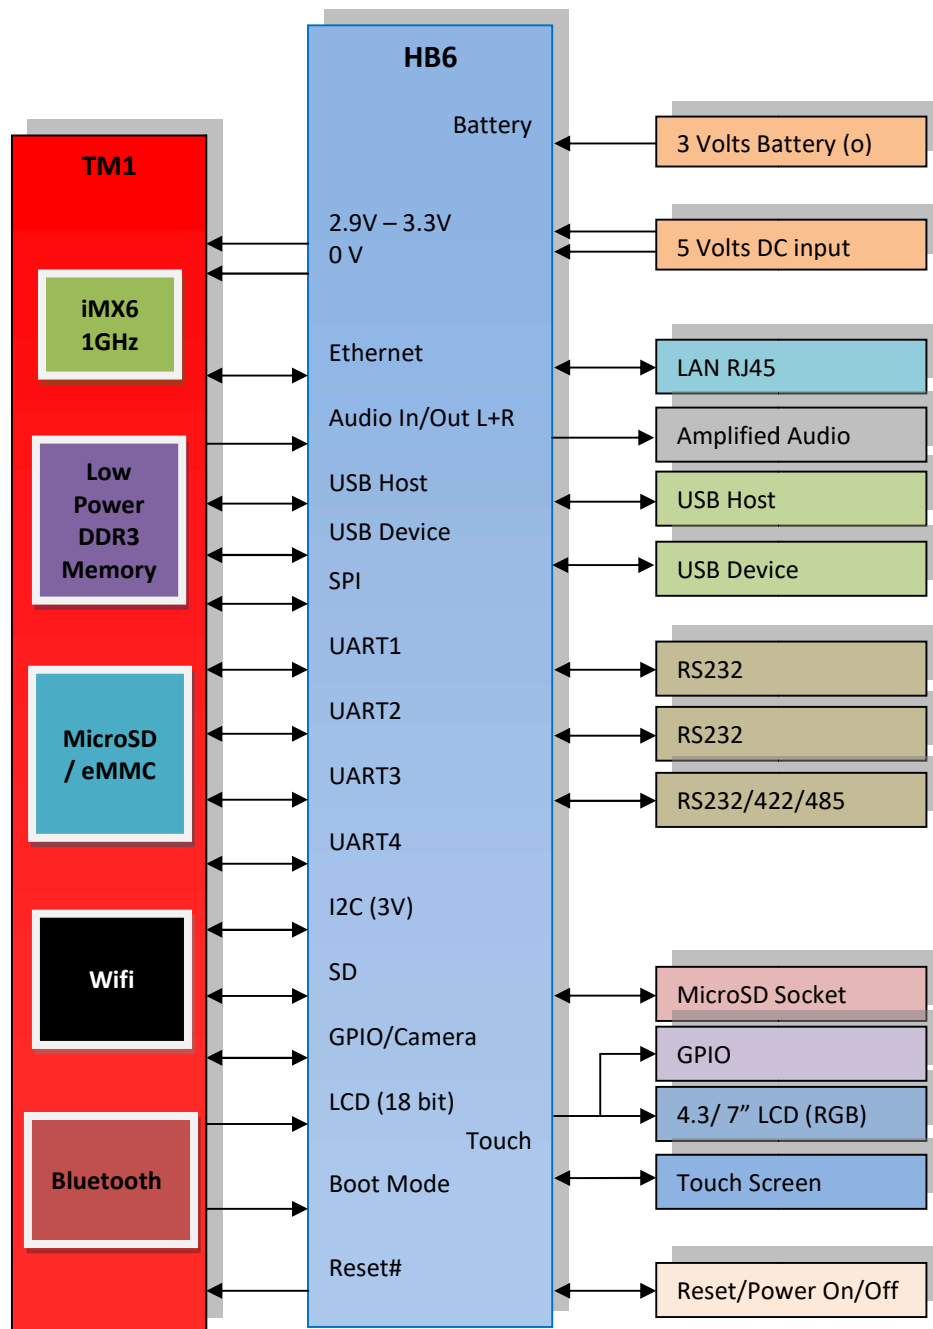 HB6
Battery
3 Volts Battery (o)
TM1
2.9V – 3.3V
0 V
5 Volts DC input
iMX6
1GHz
Ethernet
LAN RJ45
Audio In/Out L+R
Amplified Audio
Low
Power
DDR3
Memory
USB Host
USB Host
USB Device
USB Device
SPI
UART1
RS232
UART2
RS232
MicroSD
/ eMMC
UART3
RS232/422/485
UART4
I2C (3V)
Wifi
SD
MicroSD Socket
GPIO/Camera
GPIO
LCD (18 bit)
4.3/ 7” LCD (RGB)
Touch
Bluetooth
Boot Mode
Touch Screen
Reset#
Reset/Power On/Off